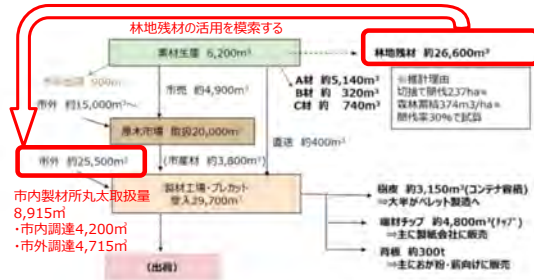 林地残材の活用を模索する
素材生産 6,200m³
林地残材 約26,600m³
市外
市外 約15,000m³~
市売 約4,900m³
A材 約5,140m³
B材 約 320m³
C材 約 740m³
※推計理由
切捨て間伐237ha×
森林蓄積374m3/ha×
間伐率30%で試算
原木市場 取扱20,000m³
直送 約400m³
市外 約25,500m³
(市産材 約3,800m³)
製材工場・プレカット
受入29,700m³
市内製材所丸太取扱量
8,915㎥
・市内調達4,200㎥
・市外調達4,715㎥
樹皮 約3,150m³(コンテナ容積)
⇒大半がペレット製造へ
端材チップ 約4,800m³(チップ)
⇒主に製紙会社に販売
背板 約300t
⇒主におが粉・薪向けに販売
(出荷)